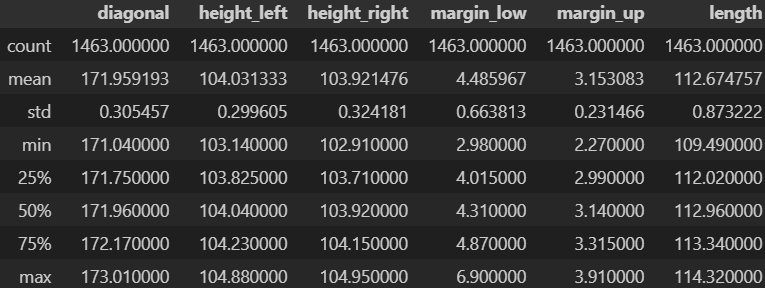 diagonal height_left height_right margin_low margin_up length
count 1463.000000 1463.000000 1463.000000 1463.000000 1463.000000 1463.000000
mean 171.959193 104.031333 103.921476 4.485967 3.153083 112.674757
std 0.305457 0.299605 0.324181 0.663813 0.231466 0.873222
min 171.040000 103.140000 102.910000 2.980000 2.270000 109.490000
25% 171.750000 103.825000 103.710000 4.015000 2.990000 112.020000
50% 171.960000 104.040000 103.920000 4.310000 3.140000 112.960000
75% 172.170000 104.230000 104.150000 4.870000 3.315000 113.340000
max 173.010000 104.880000 104.950000 6.900000 3.910000 114.320000